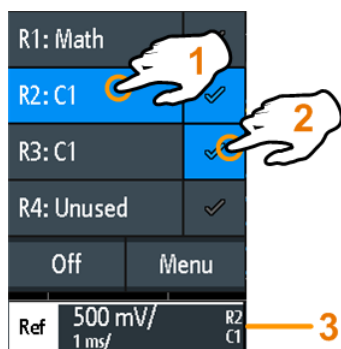 R1: Math
1
R2: C1
2
R3: C1
R4: Unused
Off Menu
Ref 500 mV/ R2
1 ms/ C1
3